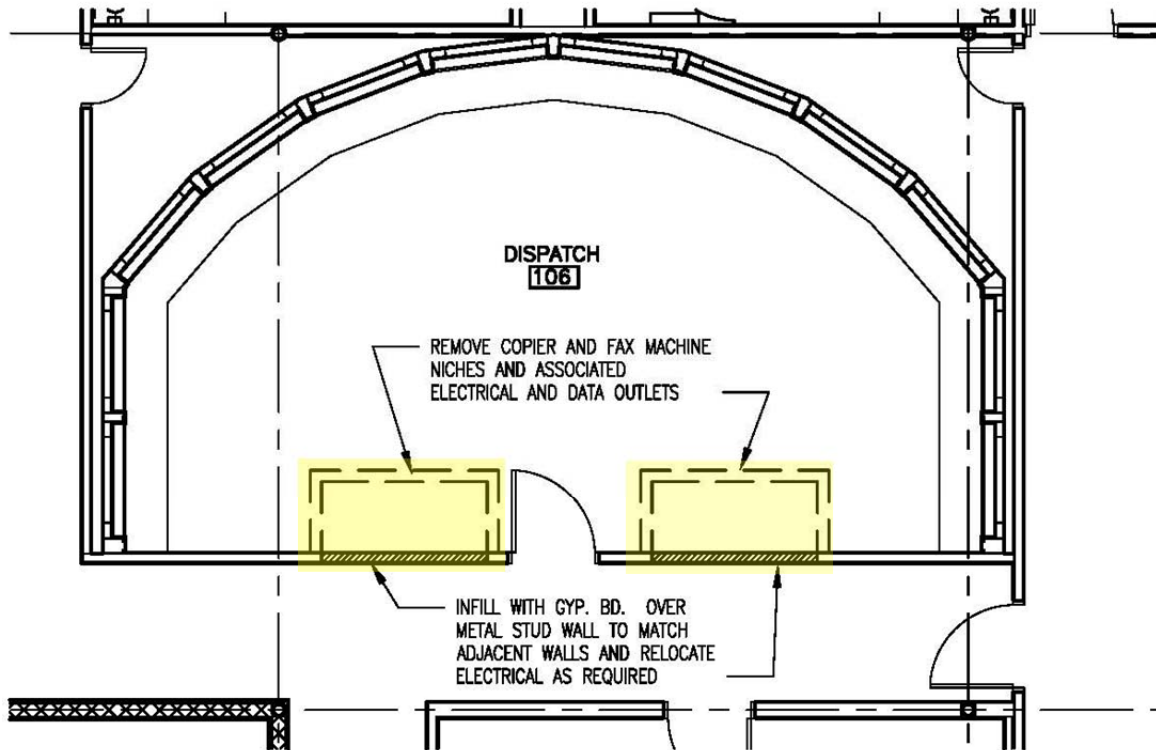 DISPATCH
106
REMOVE COPIER AND FAX MACHINE
NICHES AND ASSOCIATED
ELECTRICAL AND DATA OUTLETS
INFILL WITH GYP. BD. OVER
METAL STUD WALL TO MATCH
ADJACENT WALLS AND RELOCATE
ELECTRICAL AS REQUIRED